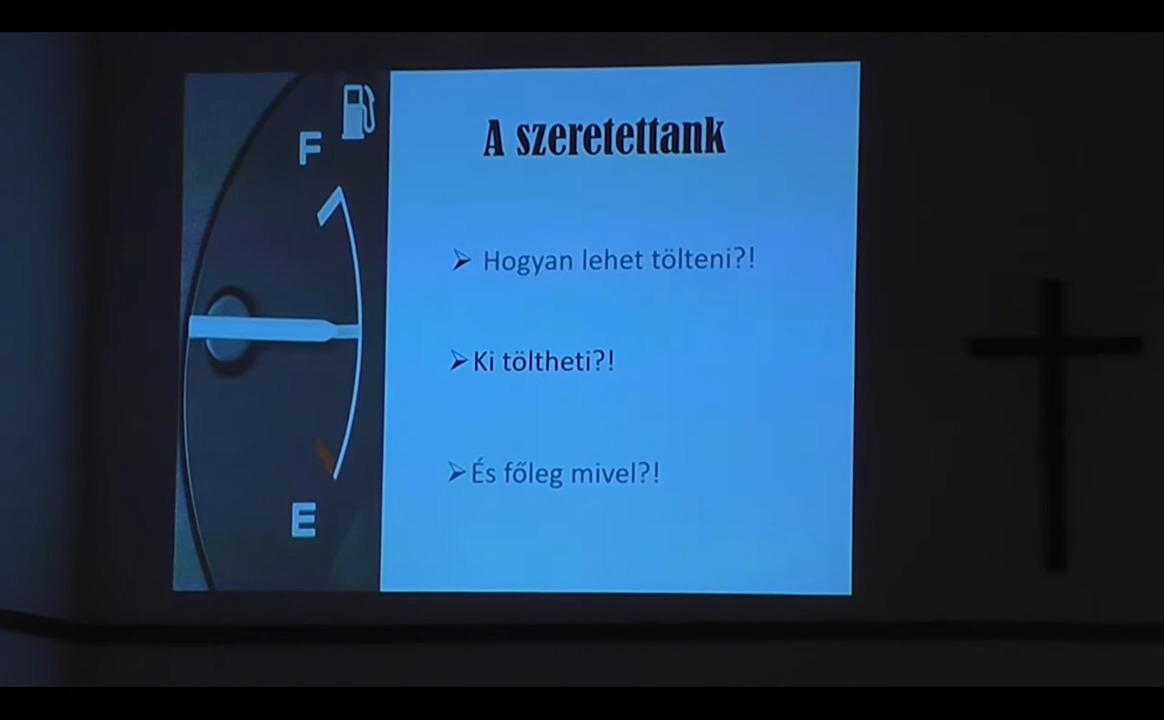 F
E
A szeretettank
➢ Hogyan lehet tölteni?!
➢ Ki töltheti?!
➢ És főleg mivel?!